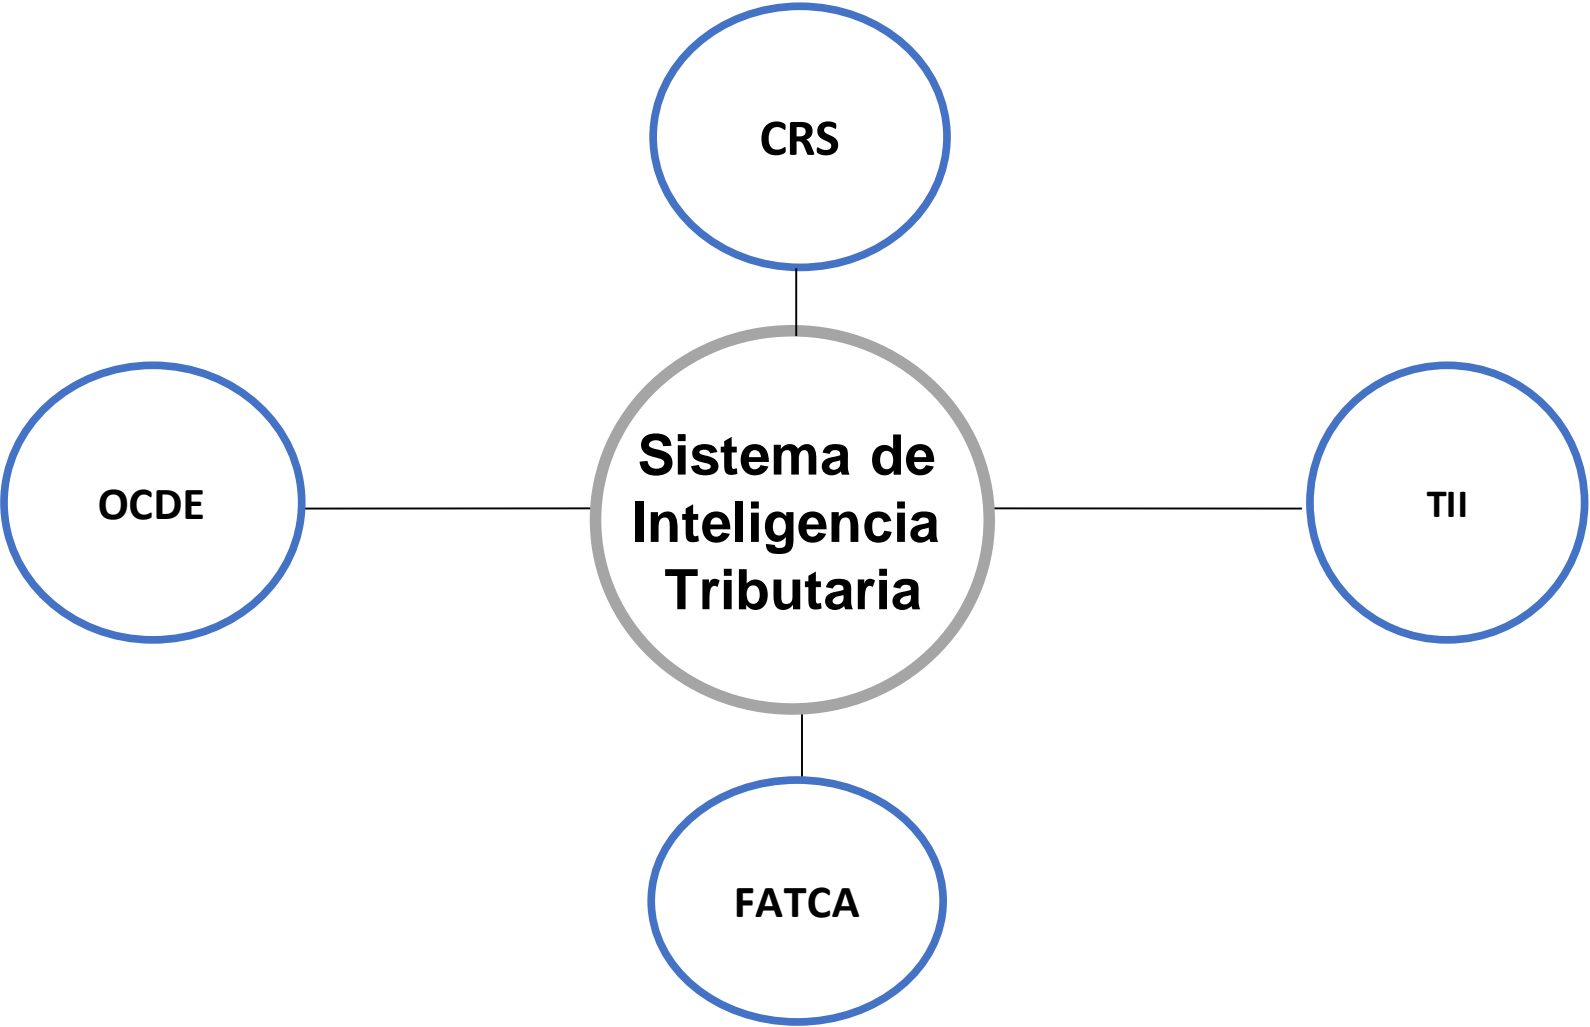 CRS
OCDE
Sistema de
Inteligencia
Tributaria
TII
FATCA